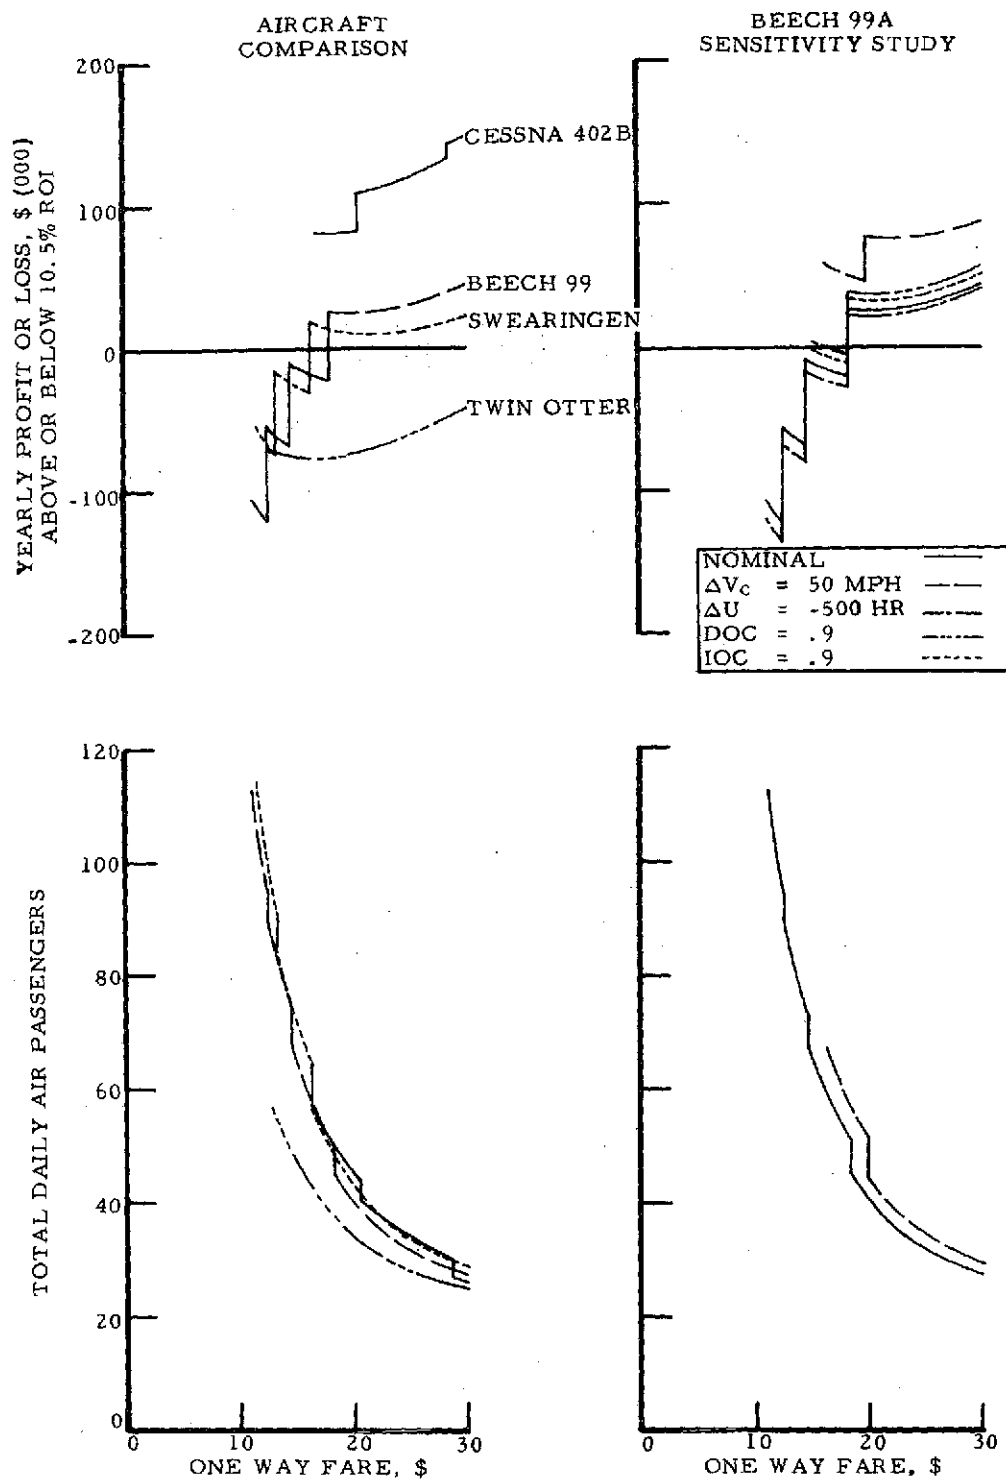 AIRCRAFT
COMPARISON
BEECH 99A
SENSITIVITY STUDY
YEARLY PROFIT OR LOSS, $ (000)
ABOVE OR BELOW 10.5% ROI
200
100
0
-100
-200
CESSNA 402B
BEECH 99
SWEARINGEN
TWIN OTTER
NOMINAL
ΔVc = 50 MPH
ΔU = -500 HR
DOC = .9
IOC = .9
TOTAL DAILY AIR PASSENGERS
120
100
80
60
40
20
0
0 10 20 30
ONE WAY FARE, $
0 10 20 30
ONE WAY FARE, $